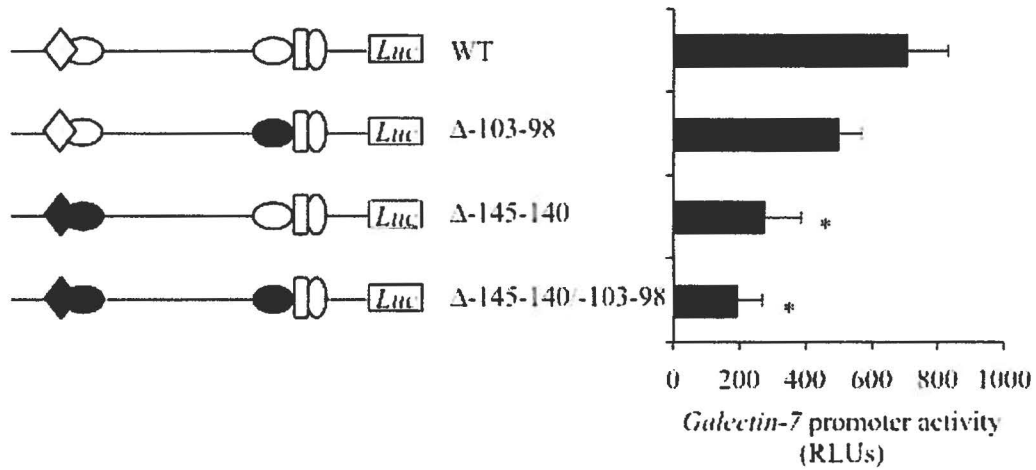 Luc WT
Luc Δ-103-98
Luc Δ-145-140 *
Luc Δ-145-140/-103-98 *
0 200 400 600 800 1000
Galectin-7 promoter activity
(RLUs)